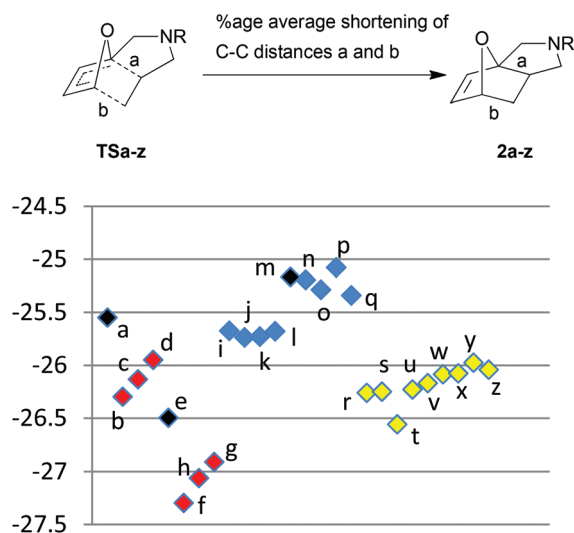 %age average shortening of
C-C distances a and b
O
NR
a
b
TSa-z
O
NR
a
b
2a-z
-24.5
-25
-25.5
-26
-26.5
-27
-27.5
a
b
c
d
e
f
h
g
i
j
k
l
m
n
o
p
q
r
s
t
u
v
w
x
y
z